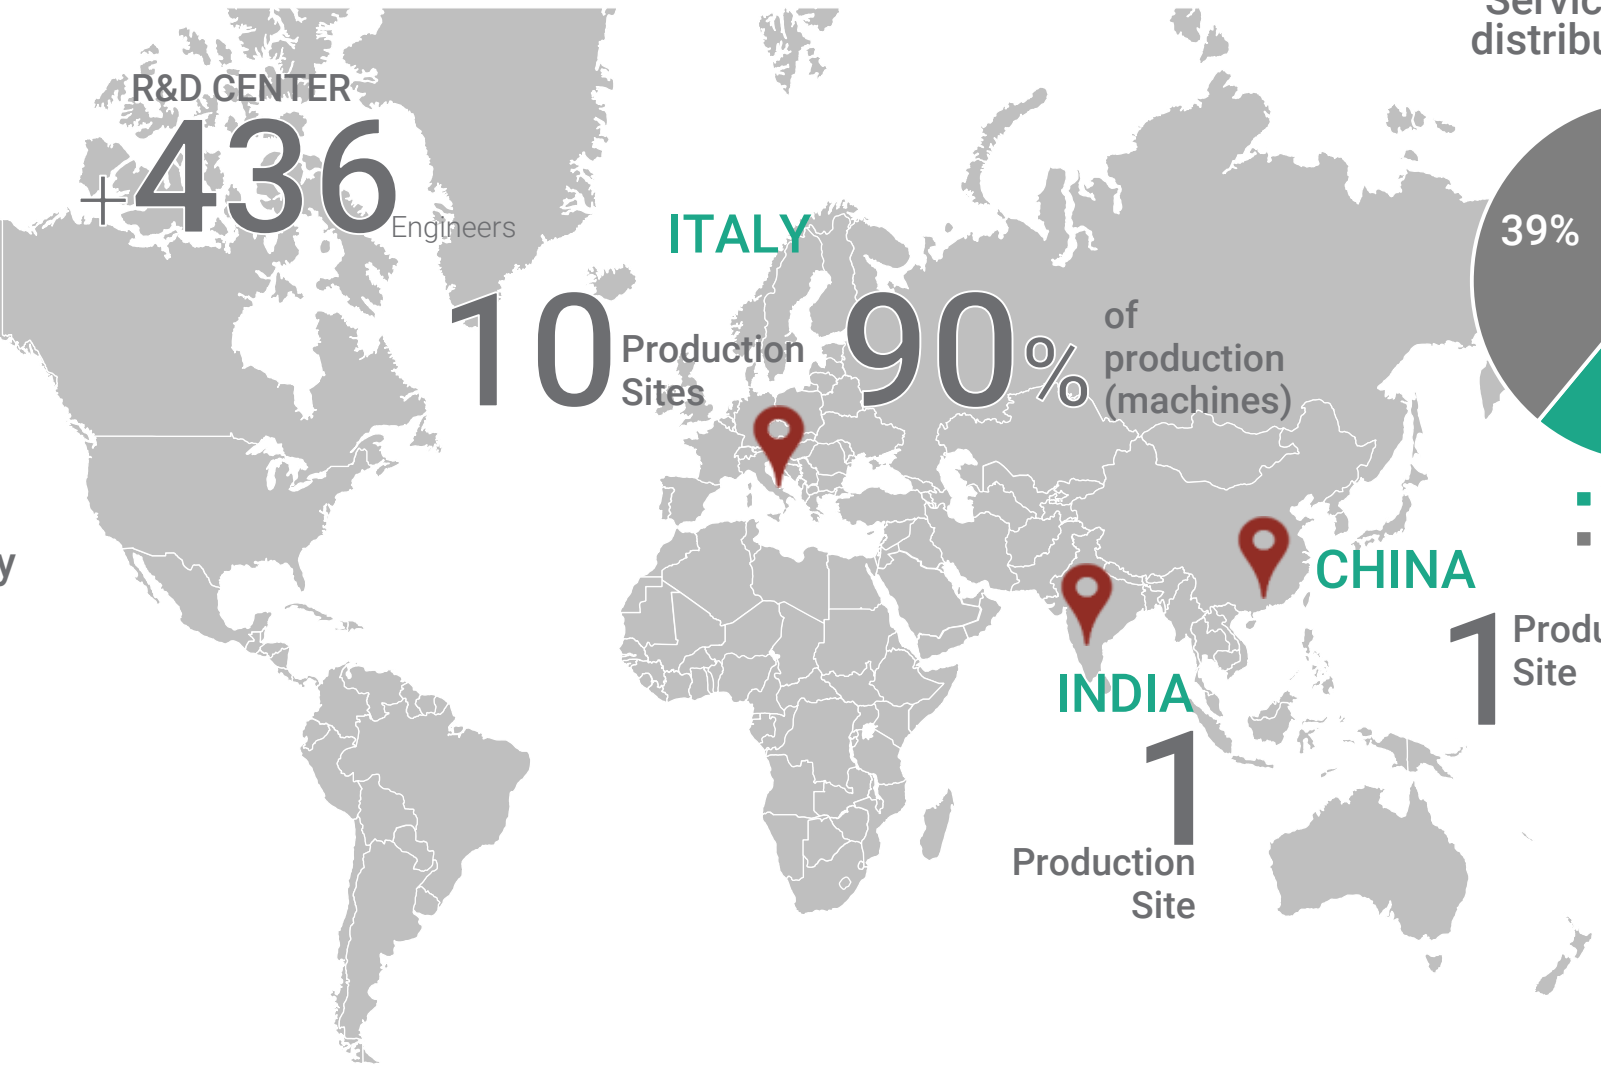 R&D CENTER
+436
Engineers
ITALY
10
Production
Sites
90%
of
production
(machines)
39%
CHINA
1
Site
INDIA
1
Production
Site